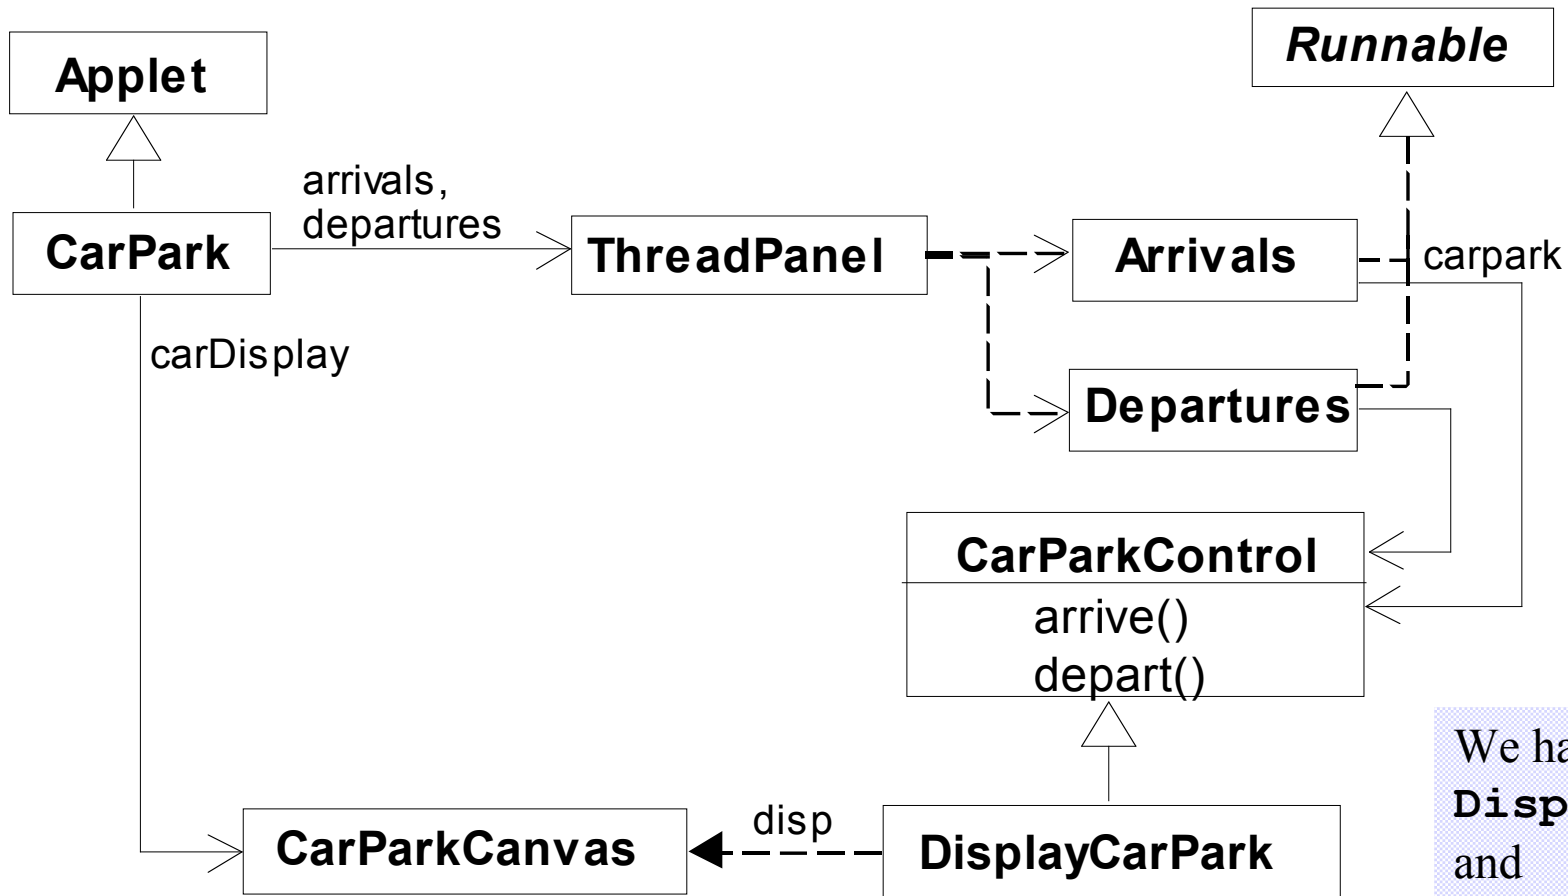 Applet
Runnable
arrivals,
departures
CarPark
ThreadPanel
Arrivals
carpark
carDisplay
Departures
CarParkControl
arrive()
depart()
disp
CarParkCanvas
DisplayCarPark
We ha
Disp
and